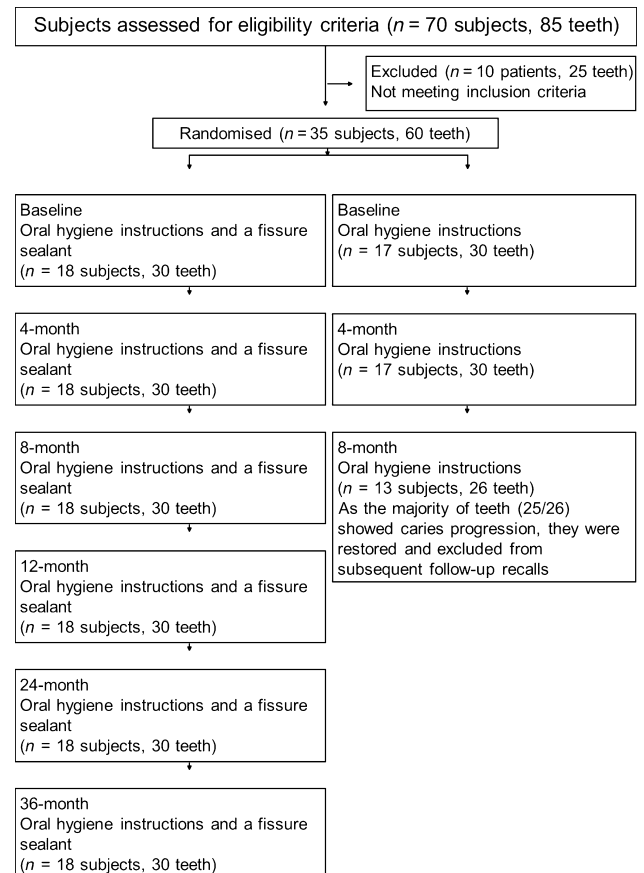 Subjects assessed for eligibility criteria (n = 70 subjects, 85 teeth)
Excluded (n = 10 patients, 25 teeth)
Not meeting inclusion criteria
Randomised (n = 35 subjects, 60 teeth)
Baseline
Oral hygiene instructions and a fissure
sealant
(n = 18 subjects, 30 teeth)
Baseline
Oral hygiene instructions
(n = 17 subjects, 30 teeth)
4-month
Oral hygiene instructions and a fissure
sealant
(n = 18 subjects, 30 teeth)
4-month
Oral hygiene instructions
(n = 17 subjects, 30 teeth)
8-month
Oral hygiene instructions and a fissure
sealant
(n = 18 subjects, 30 teeth)
8-month
Oral hygiene instructions
(n = 13 subjects, 26 teeth)
As the majority of teeth (25/26)
showed caries progression, they were
restored and excluded from
subsequent follow-up recalls
12-month
Oral hygiene instructions and a fissure
sealant
(n = 18 subjects, 30 teeth)
24-month
Oral hygiene instructions and a fissure
sealant
(n = 18 subjects, 30 teeth)
36-month
Oral hygiene instructions and a fissure
sealant
(n = 18 subjects, 30 teeth)